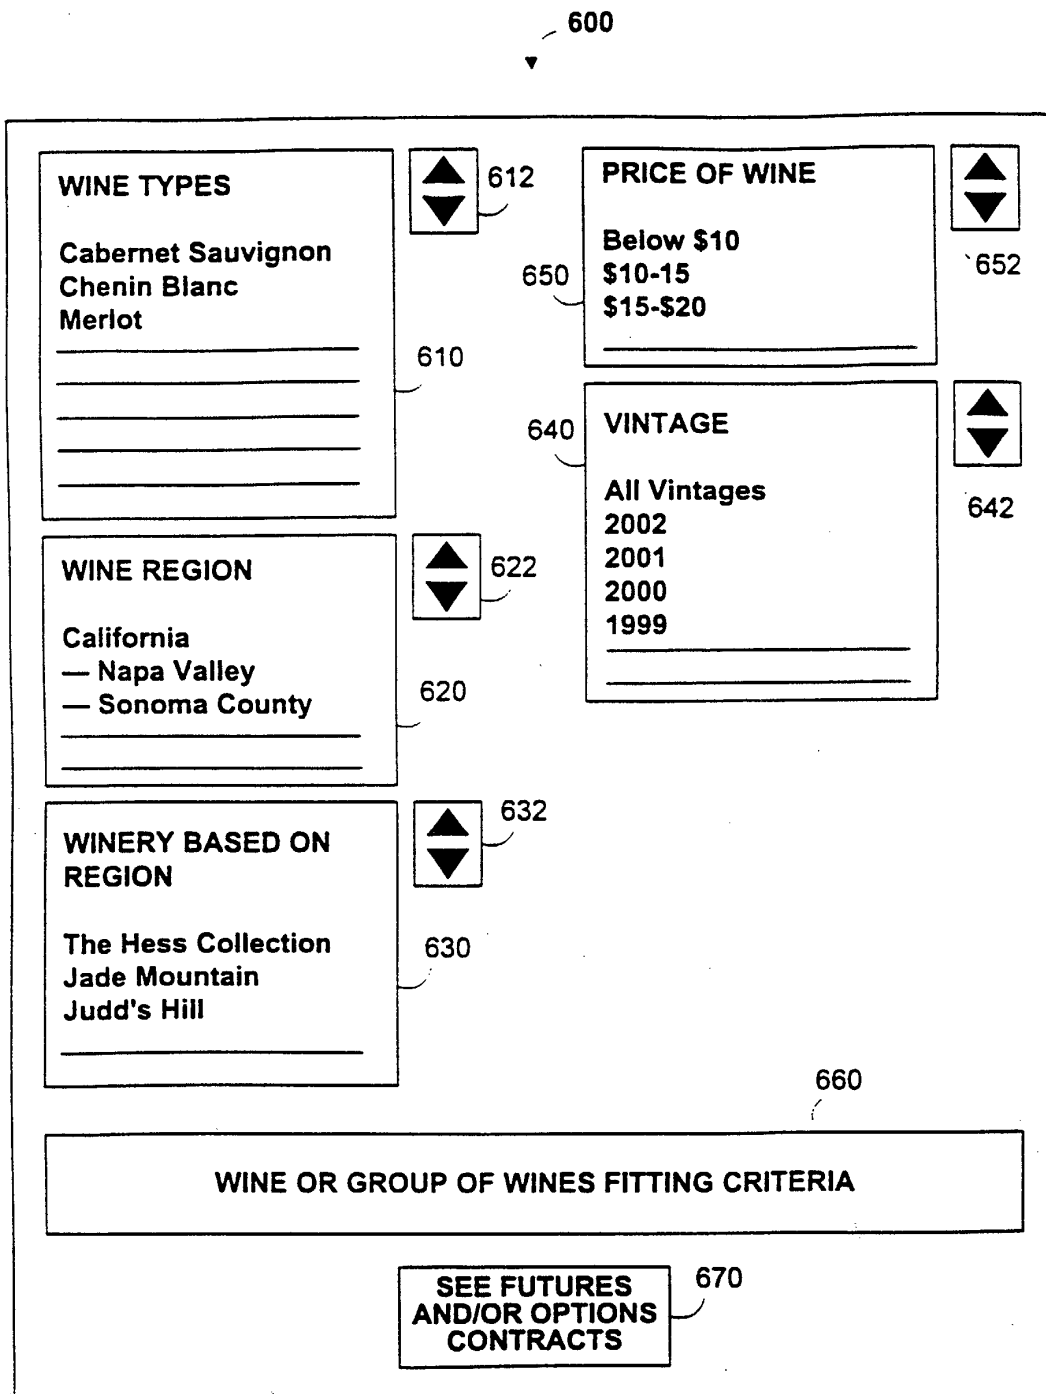 600
WINE TYPES
Cabernet Sauvignon
Chenin Blanc
Merlot
612
610
PRICE OF WINE
Below $10
$10-15
$15-$20
650
652
VINTAGE
All Vintages
2002
2001
2000
1999
640
642
WINE REGION
California
— Napa Valley
— Sonoma County
622
620
WINERY BASED ON
REGION
The Hess Collection
Jade Mountain
Judd's Hill
632
630
660
WINE OR GROUP OF WINES FITTING CRITERIA
SEE FUTURES
AND/OR OPTIONS
CONTRACTS
670